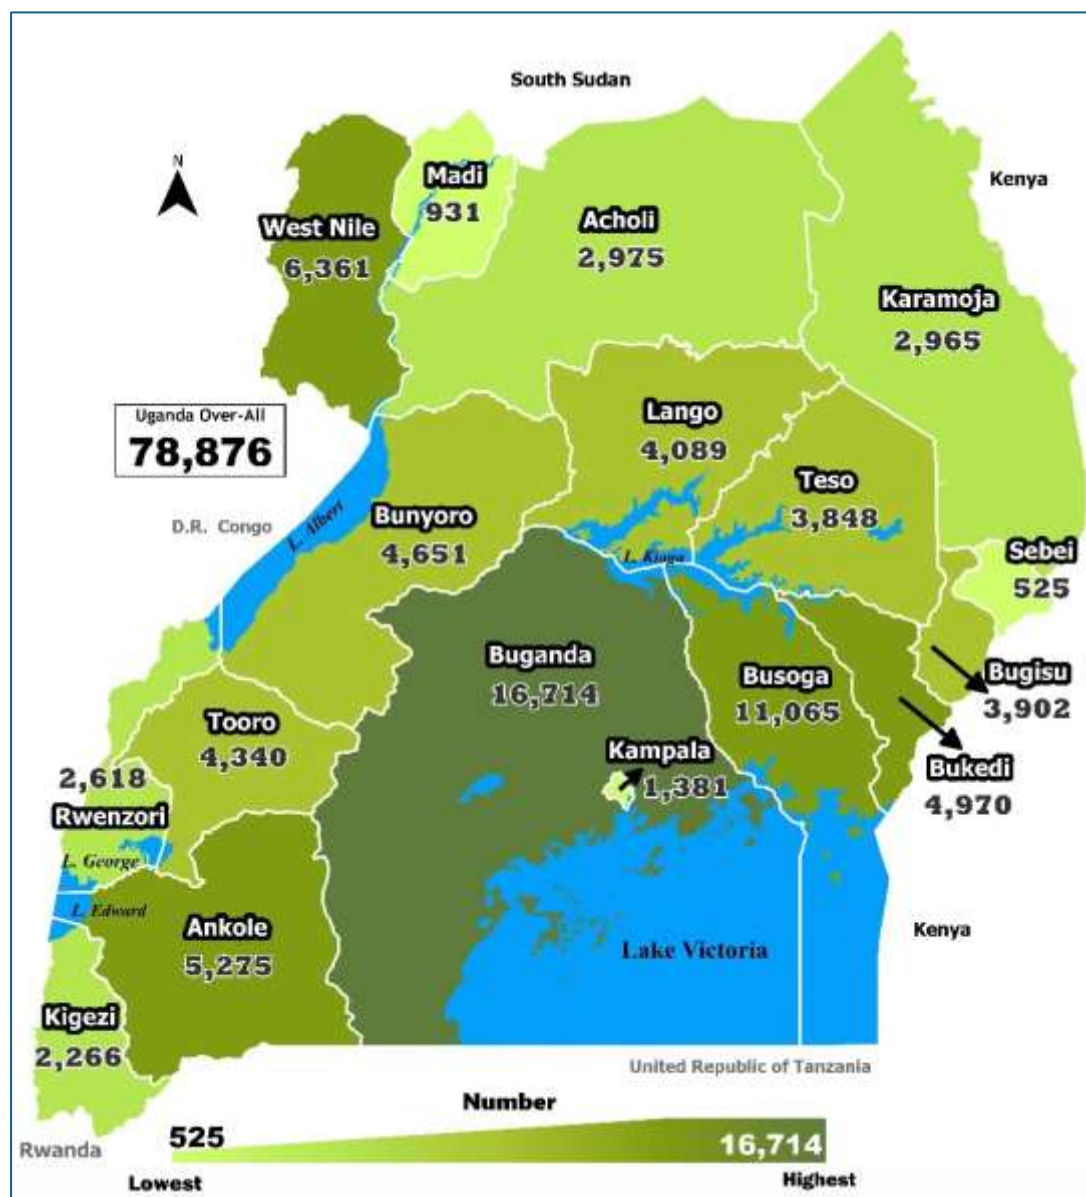 South Sudan
N
Kenya
Madi
931
West Nile
6,361
Acholi
2,975
Karamoja
2,965
Uganda Over-All
78,876
Lango
4,089
Teso
3,848
D.R. Congo
L. Albert
Bunyoro
4,651
L. Kioga
Sebei
525
Buganda
16,714
Busoga
11,065
Bugisu
3,902
Tooro
4,340
Kampala
1,381
Bukedi
4,970
2,618
Rwenzori
L. George
L. Edward
Ankole
5,275
Lake Victoria
Kenya
Kigezi
2,266
United Republic of Tanzania
Rwanda
Number
525
16,714
Lowest
Highest